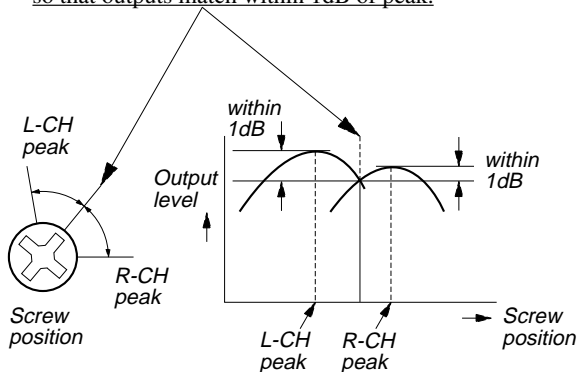 so that outputs match within 1dB of peak.
within
1dB
L-CH
peak
within
1dB
Output
level
R-CH
peak
Screw
position
Screw
position
L-CH
peak
R-CH
peak